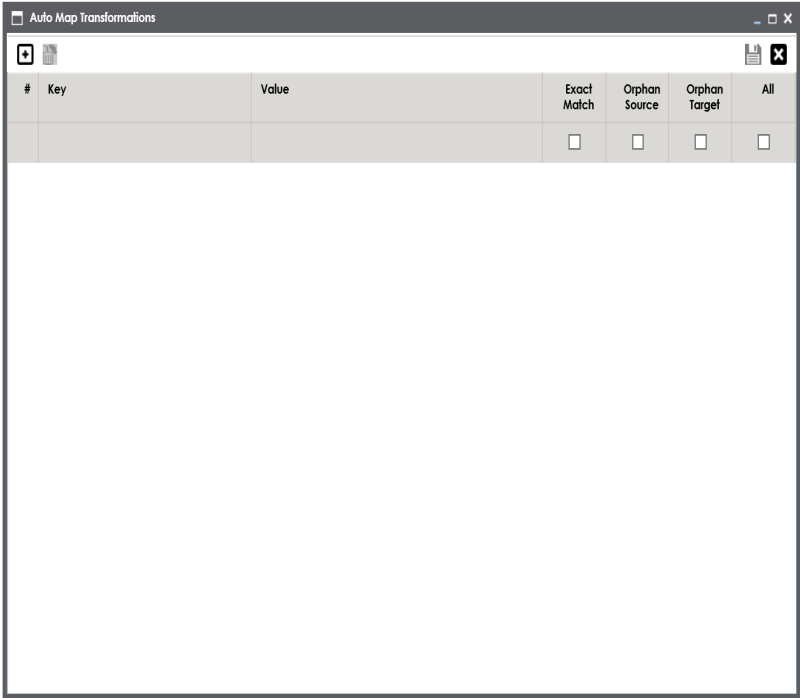 Auto Map Transformations
# Key Value Exact Orphan Orphan All
Match Source Target